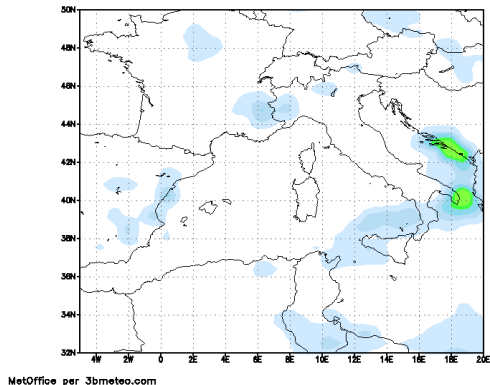 50N
48N
46N
44N
42N
40N
38N
36N
34N
32N
4W 2W 0 2E 4E 6E 8E 10E 12E 14E 16E 18E 20E
MetOffice per 3bmeteo.com